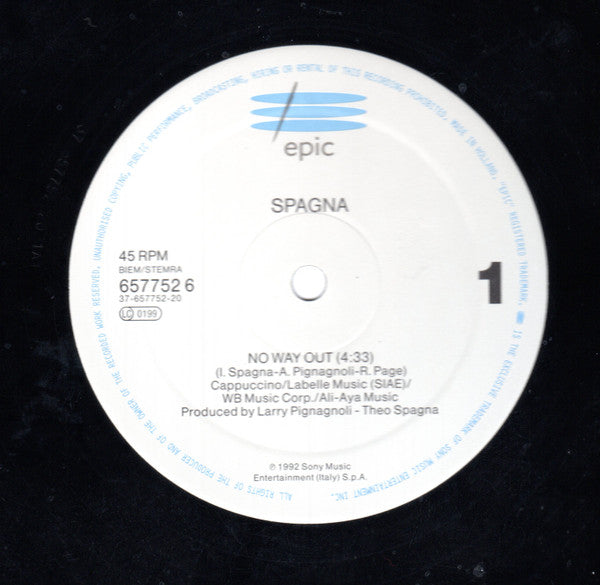 epic
SPAGNA
45 RPM
BIEM/STEMRA
657752 6
37-657752-20
LC 0199
1
NO WAY OUT (4:33)
(I. Spagna-A. Pignagnoli-R. Page)
Cappuccino/Labelle Music (SIAE)/
WB Music Corp./Ali-Aya Music
Produced by Larry Pignagnoli - Theo Spagna
℗ 1992 Sony Music
Entertainment (Italy) S.p.A.
ALL RIGHTS OF THE PRODUCER AND OF THE OWNER OF THE RECORDED WORK RESERVED. UNAUTHORISED COPYING, PUBLIC PERFORMANCE, BROADCASTING, HIRING OR RENTAL OF THIS RECORDING PROHIBITED. MADE IN HOLLAND. "EPIC" REGISTERED TRADEMARK. IS THE EXCLUSIVE TRADEMARK OF SONY MUSIC ENTERTAINMENT INC.